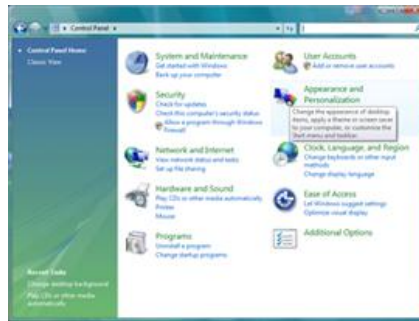 Control Panel
Control Panel Home
Classic View
System and Maintenance
Get started with Windows
Back up your computer
Security
Check for updates
Check this computer's security status
Allow a program through Windows
Firewall
Network and Internet
View network status and tasks
Set up file sharing
Hardware and Sound
Play CDs or other media automatically
Printer
Mouse
Programs
Uninstall a program
Change startup programs
User Accounts
Add or remove user accounts
Appearance and
Personalization
Change the appearance of desktop
items, apply a theme or screen saver
to your computer, or customize the
Start menu and taskbar.
Clock, Language, and Region
Change keyboards or other input
methods
Change display language
Ease of Access
Let Windows suggest settings
Optimize visual display
Additional Options
Recent Tasks
Change desktop background
Play CDs or other media
automatically